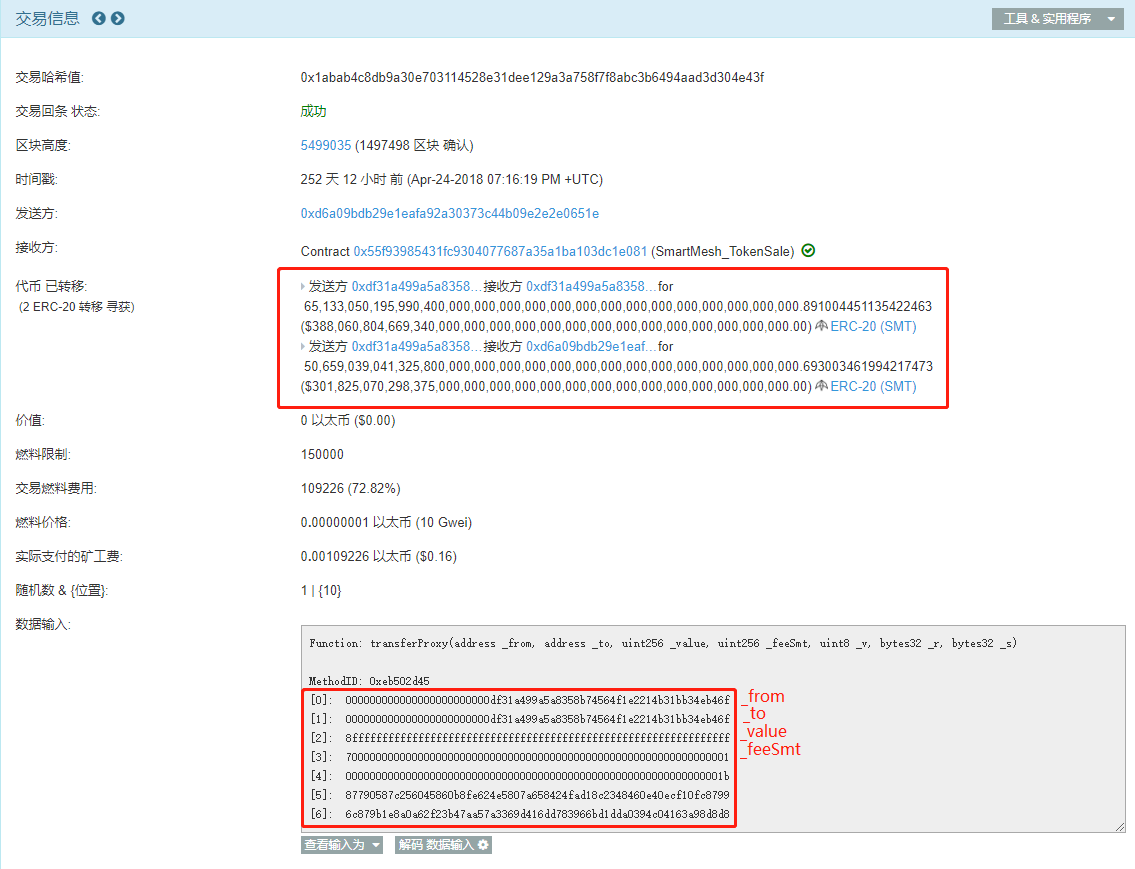 交易信息
工具 & 实用程序
交易哈希值: 0x1abab4c8db9a30e703114528e31dee129a3a758f7f8abc3b6494aad3d304e43f
交易回条 状态: 成功
区块高度: 5499035 (1497498 区块 确认)
时间戳: 252 天 12 小时 前 (Apr-24-2018 07:16:19 PM +UTC)
发送方: 0xd6a09bdb29e1eafa92a30373c44b09e2e2e0651e
接收方: Contract 0x55f93985431fc9304077687a35a1ba103dc1e081 (SmartMesh_TokenSale)
代币 已转移:
(2 ERC-20 转移 寻获)
发送方 0xdf31a499a5a8358…接收方 0xdf31a499a5a8358…for
65,133,050,195,990,400,000,000,000,000,000,000,000,000,000,000,000,000,000,000,000.891004451135422463
($388,060,804,669,340,000,000,000,000,000,000,000,000,000,000,000,000,000,000,000.00) ERC-20 (SMT)
发送方 0xdf31a499a5a8358…接收方 0xd6a09bdb29e1eaf…for
50,659,039,041,325,800,000,000,000,000,000,000,000,000,000,000,000,000,000,000,000.693003461994217473
($301,825,070,298,375,000,000,000,000,000,000,000,000,000,000,000,000,000,000,000.00) ERC-20 (SMT)
价值: 0 以太币 ($0.00)
燃料限制: 150000
交易燃料费用: 109226 (72.82%)
燃料价格: 0.00000001 以太币 (10 Gwei)
实际支付的矿工费: 0.00109226 以太币 ($0.16)
随机数 & {位置}: 1 | {10}
数据输入:
Function: transferProxy(address _from, address _to, uint256 _value, uint256 _feeSmt, uint8 _v, bytes32 _r, bytes32 _s)
MethodID: 0xeb502d45
[0]: 000000000000000000000000df31a499a5a8358b74564f1e2214b31bb34eb46f _from
[1]: 000000000000000000000000df31a499a5a8358b74564f1e2214b31bb34eb46f _to
[2]: 8fffffffffffffffffffffffffffffffffffffffffffffffffffffffffffffff _value
[3]: 7000000000000000000000000000000000000000000000000000000000000001 _feeSmt
[4]: 000000000000000000000000000000000000000000000000000000000000001b
[5]: 87790587c256045860b8fe624e5807a658424fad18c2348460e40ecf10fc8799
[6]: 6c879b1e8a0a62f23b47aa57a3369d416dd783966bd1dda0394c04163a98d8d8
查看输入为
解码 数据输入